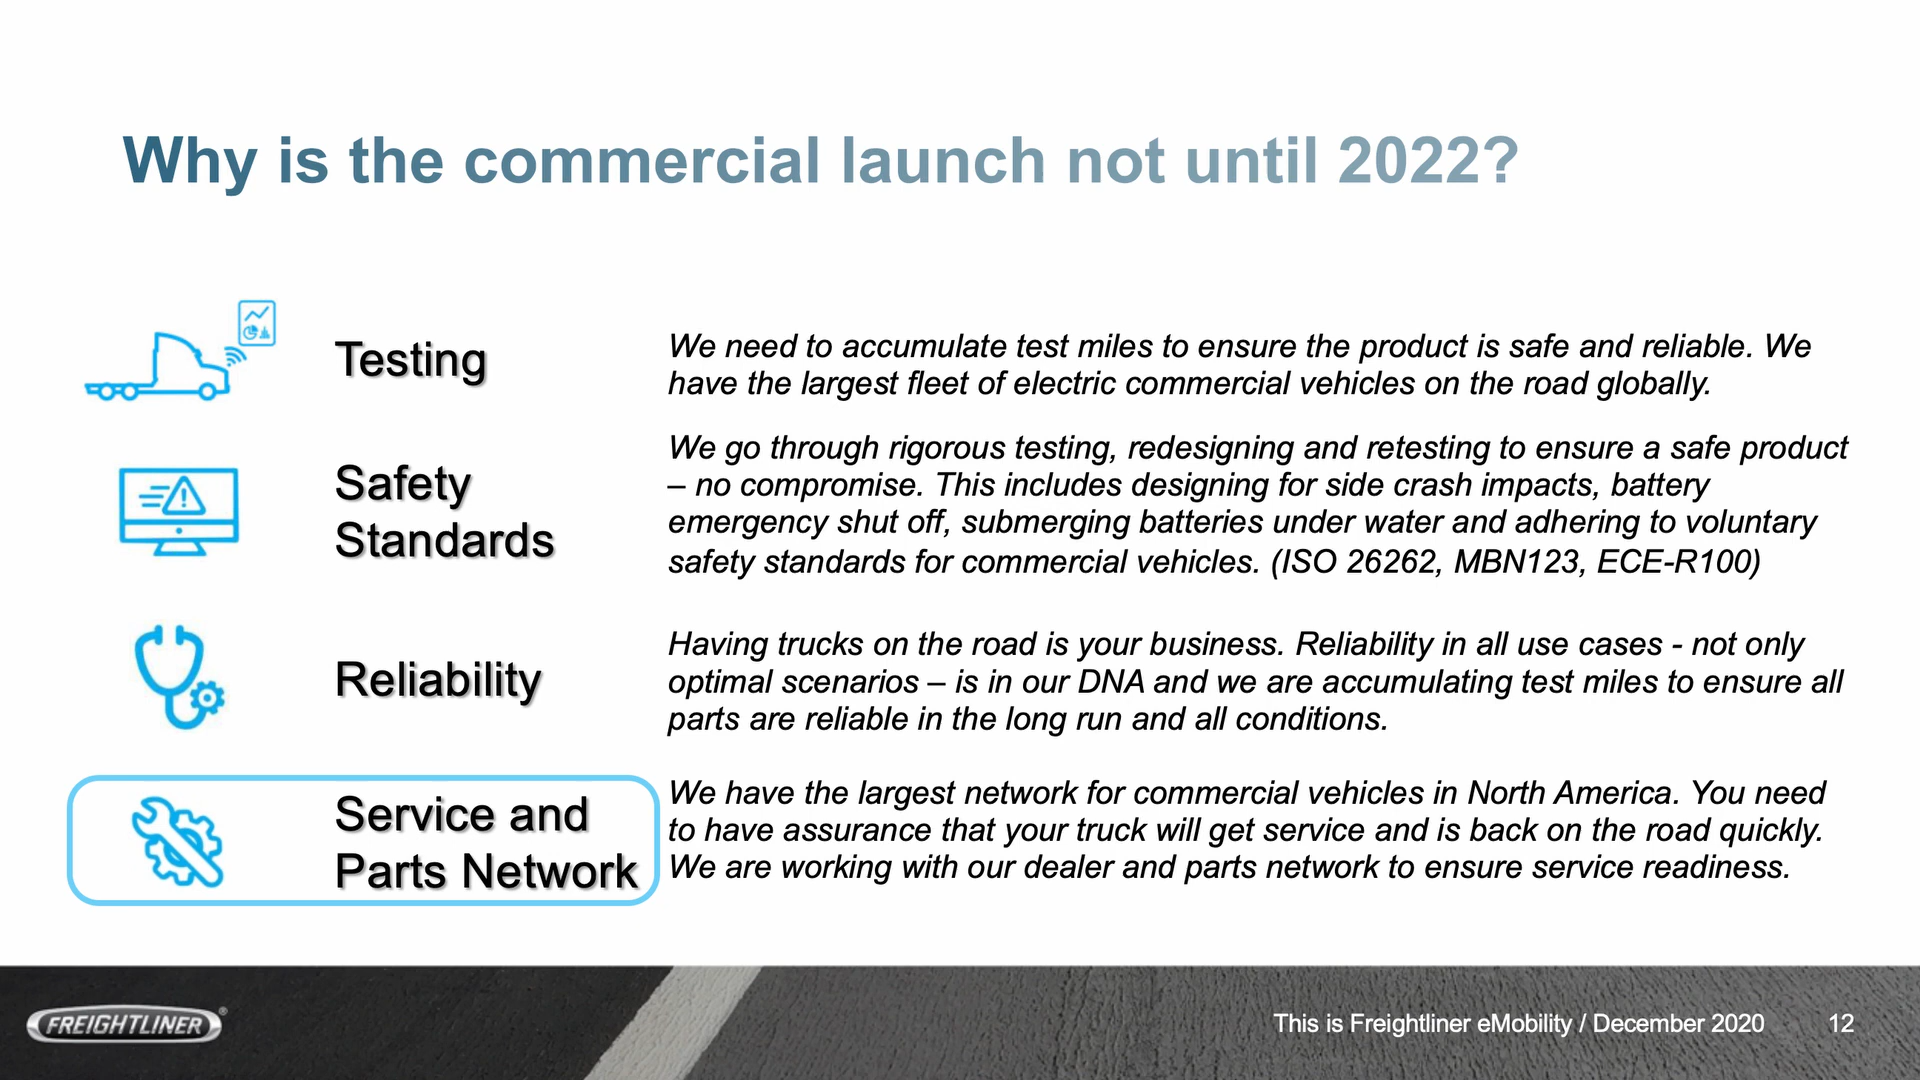 Why is the commercial launch not until 2022?
Testing
We need to accumulate test miles to ensure the product is safe and reliable. We
have the largest fleet of electric commercial vehicles on the road globally.
Safety
Standards
We go through rigorous testing, redesigning and retesting to ensure a safe product
– no compromise. This includes designing for side crash impacts, battery
emergency shut off, submerging batteries under water and adhering to voluntary
safety standards for commercial vehicles. (ISO 26262, MBN123, ECE-R100)
Reliability
Having trucks on the road is your business. Reliability in all use cases - not only
optimal scenarios – is in our DNA and we are accumulating test miles to ensure all
parts are reliable in the long run and all conditions.
Service and
Parts Network
We have the largest network for commercial vehicles in North America. You need
to have assurance that your truck will get service and is back on the road quickly.
We are working with our dealer and parts network to ensure service readiness.
FREIGHTLINER®
This is Freightliner eMobility / December 2020 12